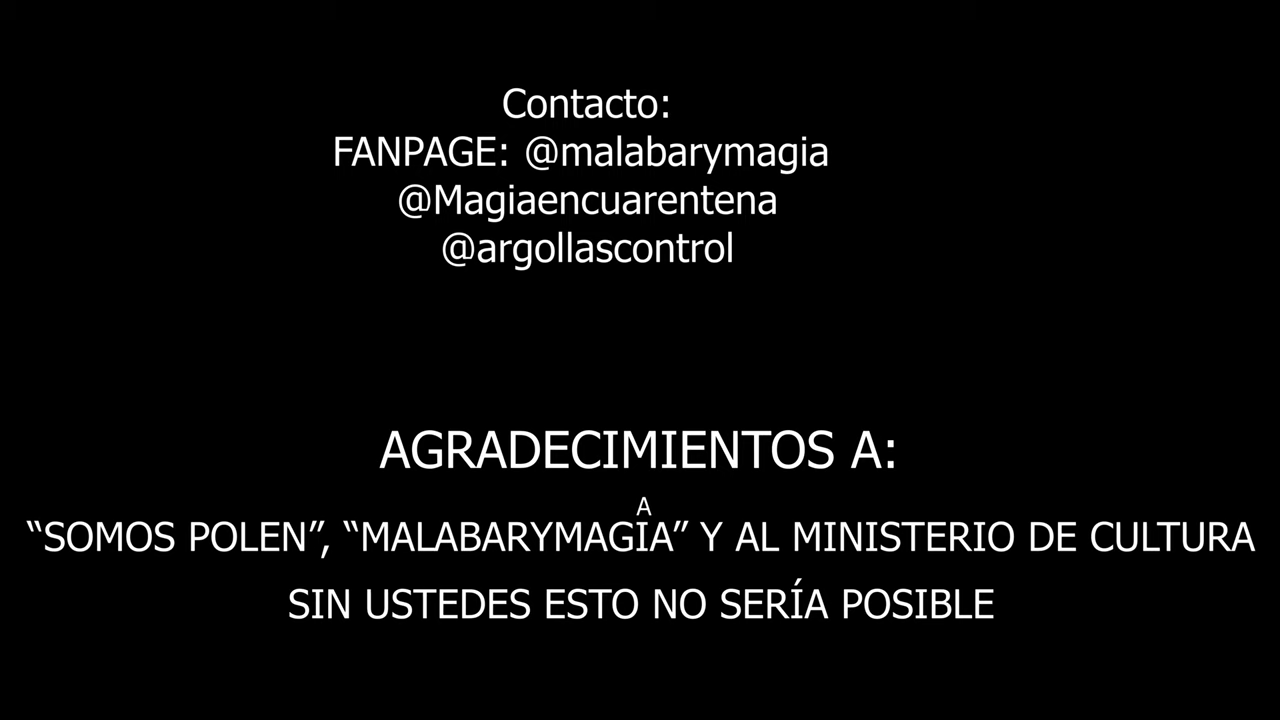 Contacto:
FANPAGE: @malabarymagia
@Magiaencuarentena
@argollascontrol
AGRADECIMIENTOS A:
A
“SOMOS POLEN”, “MALABARYMAGIA” Y AL MINISTERIO DE CULTURA
SIN USTEDES ESTO NO SERÍA POSIBLE